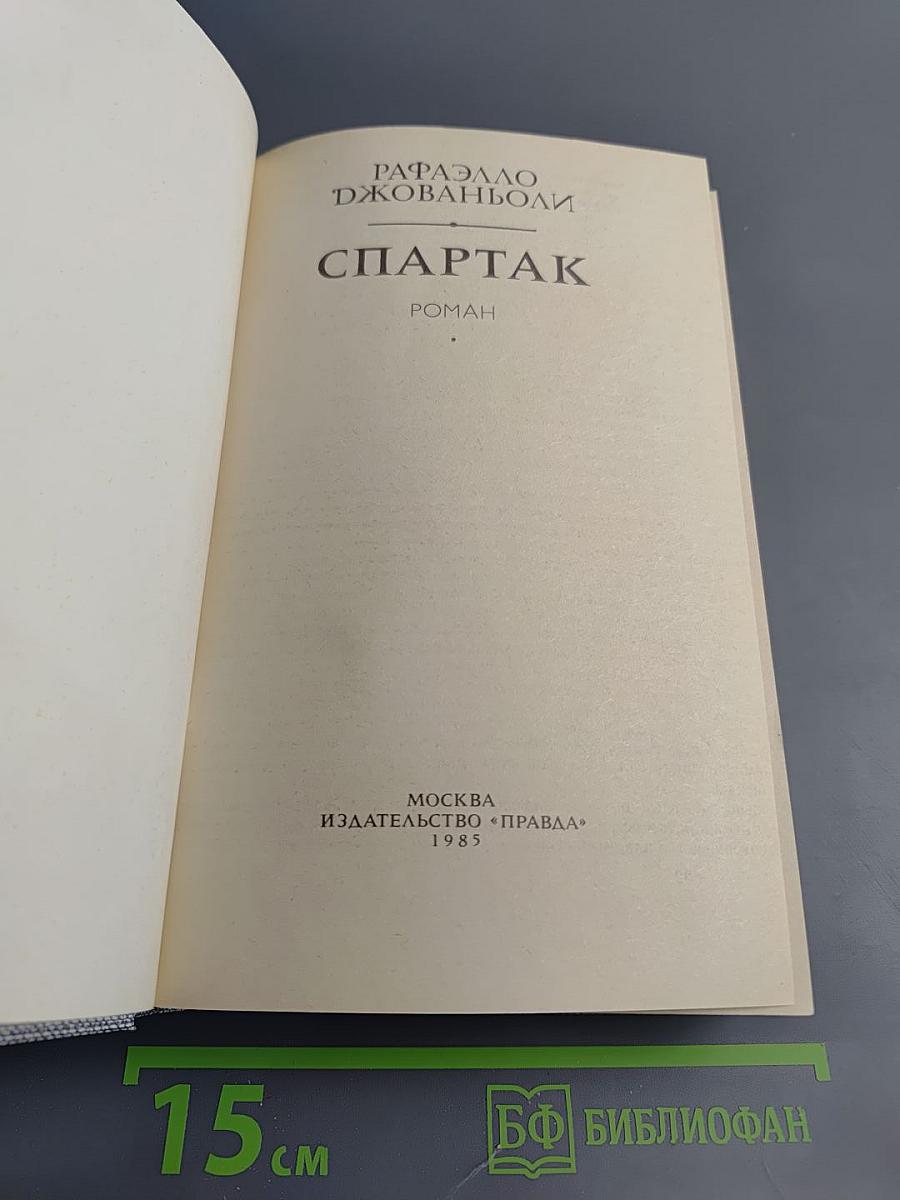 РАФАЭЛЛО
ДЖОВАНЬОЛИ
СПАРТАК
РОМАН
МОСКВА
ИЗДАТЕЛЬСТВО «ПРАВДА»
1985
15 см
БФ БИБЛИОФАН